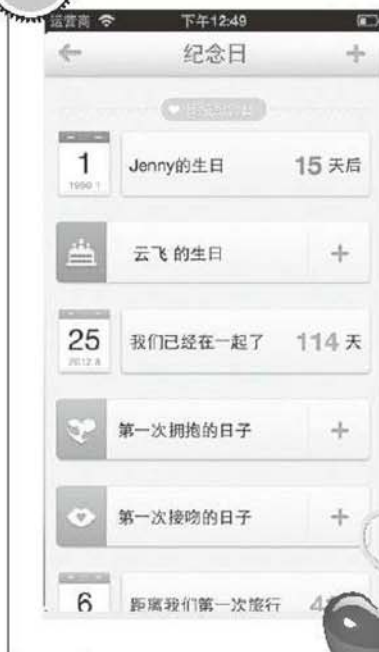 运营商 下午12:49
纪念日
1
1990.1
Jenny的生日 15 天后
云飞 的生日
25
2012.8
我们已经在一起了 114 天
第一次拥抱的日子
第一次接吻的日子
6 距离我们第一次旅行